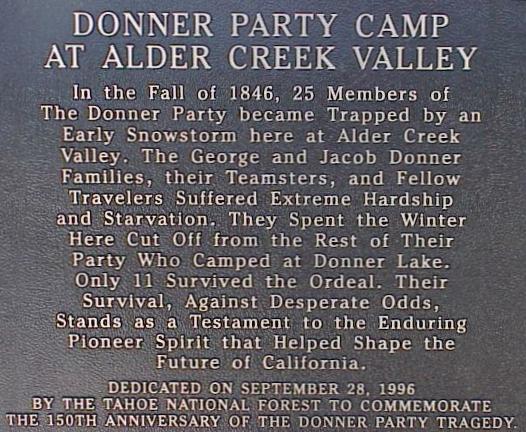 DONNER PARTY CAMP
AT ALDER CREEK VALLEY
In the Fall of 1846, 25 Members of
The Donner Party became Trapped by an
Early Snowstorm here at Alder Creek
Valley. The George and Jacob Donner
Families, their Teamsters, and Fellow
Travelers Suffered Extreme Hardship
and Starvation. They Spent the Winter
Here Cut Off from the Rest of Their
Party Who Camped at Donner Lake.
Only 11 Survived the Ordeal. Their
Survival, Against Desperate Odds,
Stands as a Testament to the Enduring
Pioneer Spirit that Helped Shape the
Future of California.
DEDICATED ON SEPTEMBER 28, 1996
BY THE TAHOE NATIONAL FOREST TO COMMEMORATE
THE 150TH ANNIVERSARY OF THE DONNER PARTY TRAGEDY.